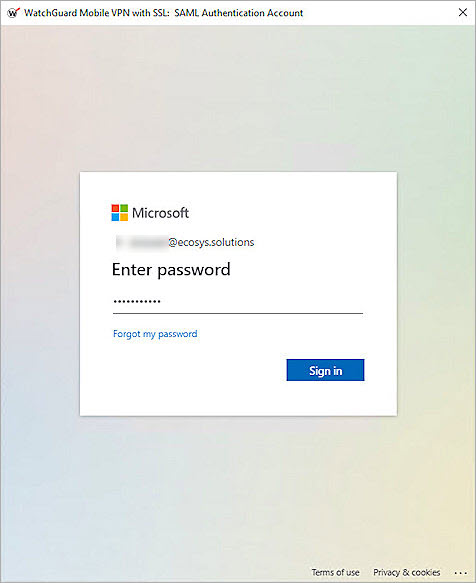 WatchGuard Mobile VPN with SSL: SAML Authentication Account
Microsoft
@ecosys.solutions
Enter password
•••••••••••
Forgot my password
Sign in
Terms of use Privacy & cookies ...